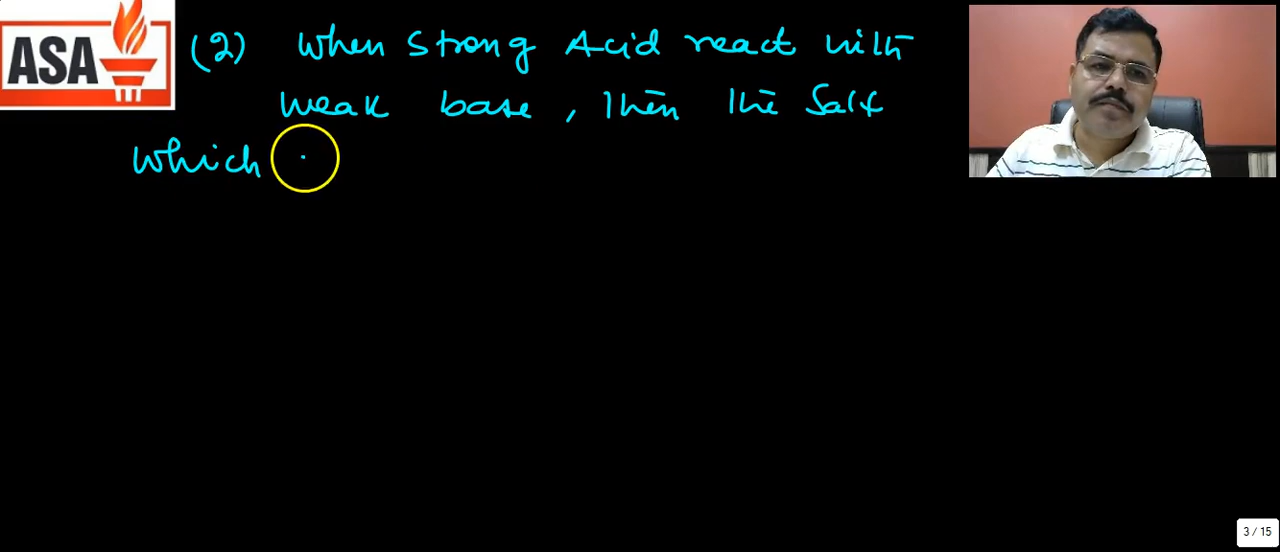 ASA
(2) When Strong Acid react with
weak base, then the Salt
which
3 / 15